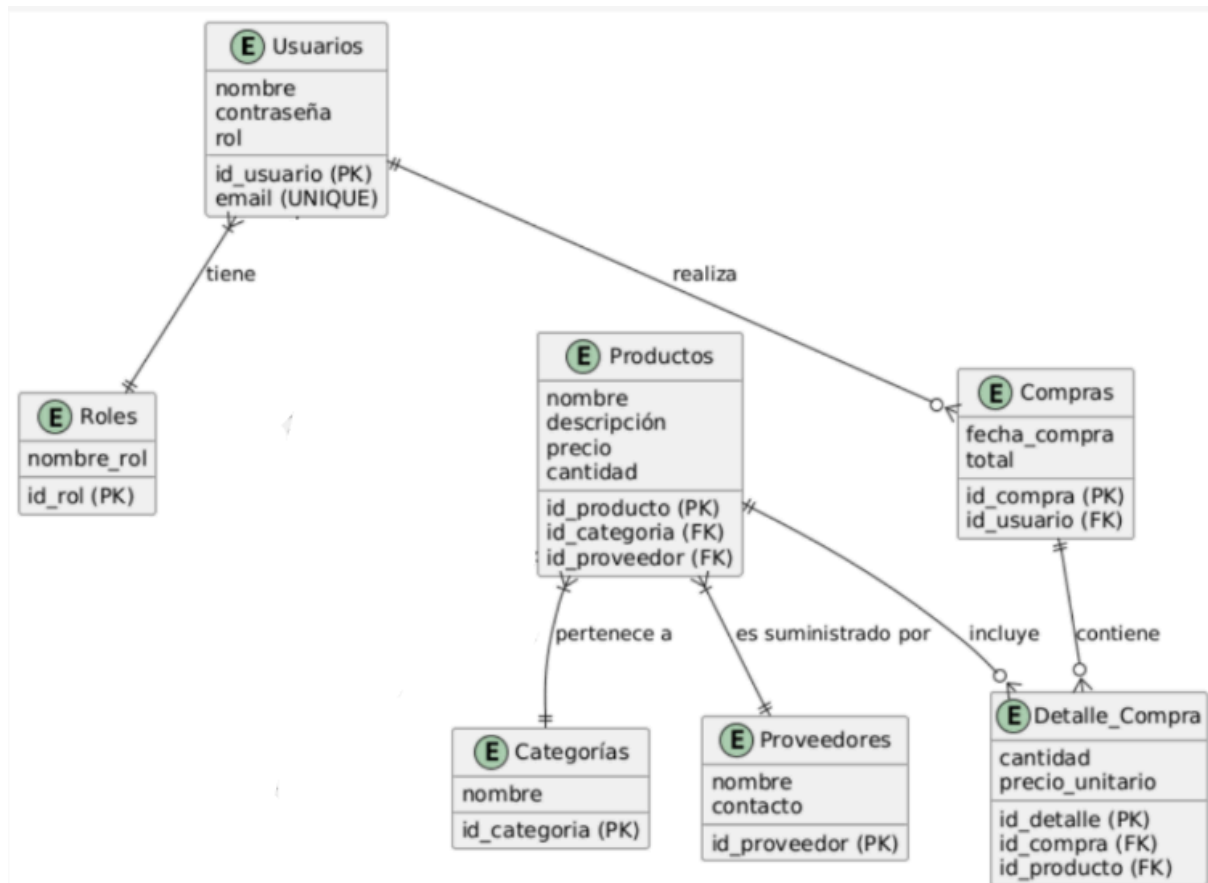 E Usuarios
nombre
contraseña
rol
id_usuario (PK)
email (UNIQUE)
tiene
realiza
E Roles
nombre_rol
id_rol (PK)
E Productos
nombre
descripción
precio
cantidad
id_producto (PK)
id_categoria (FK)
id_proveedor (FK)
E Compras
fecha_compra
total
id_compra (PK)
id_usuario (FK)
pertenece a
es suministrado por
incluye
contiene
E Categorías
nombre
id_categoria (PK)
E Proveedores
nombre
contacto
id_proveedor (PK)
E Detalle_Compra
cantidad
precio_unitario
id_detalle (PK)
id_compra (FK)
id_producto (FK)